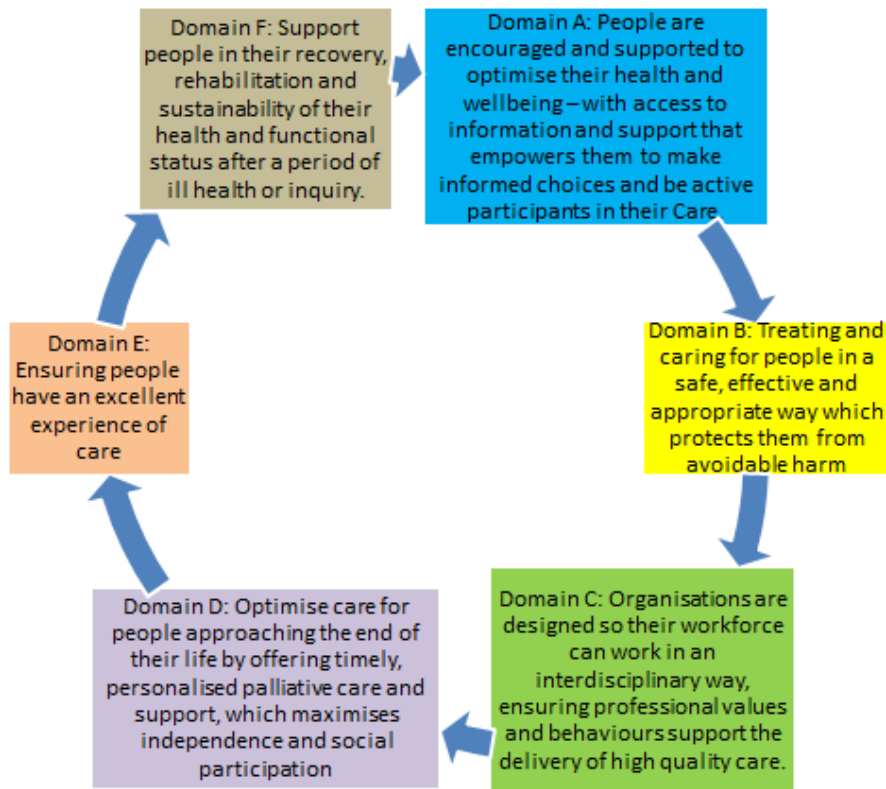 Domain A: People are
encouraged and supported to
optimise their health and
wellbeing – with access to
information and support that
empowers them to make
informed choices and be active
participants in their Care
Domain B: Treating and
caring for people in a
safe, effective and
appropriate way which
protects them from
avoidable harm
Domain C: Organisations are
designed so their workforce
can work in an
interdisciplinary way,
ensuring professional values
and behaviours support the
delivery of high quality care.
Domain D: Optimise care for
people approaching the end of
their life by offering timely,
personalised palliative care and
support, which maximises
independence and social
participation
Domain E:
Ensuring people
have an excellent
experience of
care
Domain F: Support
people in their recovery,
rehabilitation and
sustainability of their
health and functional
status after a period of
ill health or inquiry.